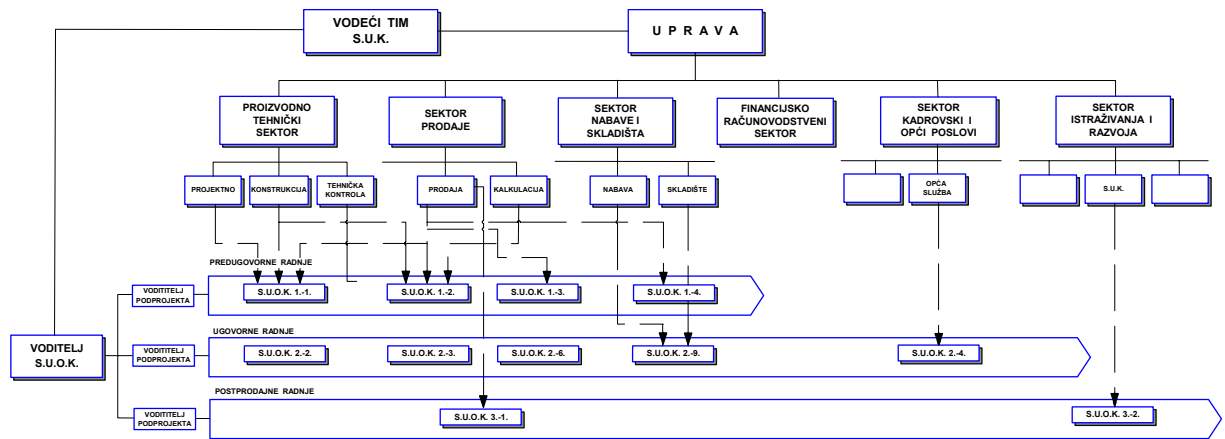 VODEĆI TIM
S.U.K.
U P R A V A
PROIZVODNO
TEHNIČKI
SEKTOR
SEKTOR
PRODAJE
SEKTOR
NABAVE I
SKLADIŠTA
FINANCIJSKO
RAČUNOVODSTVENI
SEKTOR
SEKTOR
KADROVSKI I
OPĆI POSLOVI
SEKTOR
ISTRAŽIVANJA I
RAZVOJA
PROJEKTNO
KONSTRUKCIJA
TEHNIČKA
KONTROLA
PRODAJA
KALKULACIJA
NABAVA
SKLADIŠTE
OPĆA
SLUŽBA
S.U.K.
PREDUGOVORNE RADNJE
VODITITELJ
PODPROJEKTA
S.U.O.K. 1.-1.
S.U.O.K. 1.-2.
S.U.O.K. 1.-3.
S.U.O.K. 1.-4.
VODITELJ
S.U.O.K.
UGOVORNE RADNJE
VODITITELJ
PODPROJEKTA
S.U.O.K. 2.-2.
S.U.O.K. 2.-3.
S.U.O.K. 2.-6.
S.U.O.K. 2.-9.
S.U.O.K. 2.-4.
POSTPRODAJNE RADNJE
VODITITELJ
PODPROJEKTA
S.U.O.K. 3.-1.
S.U.O.K. 3.-2.